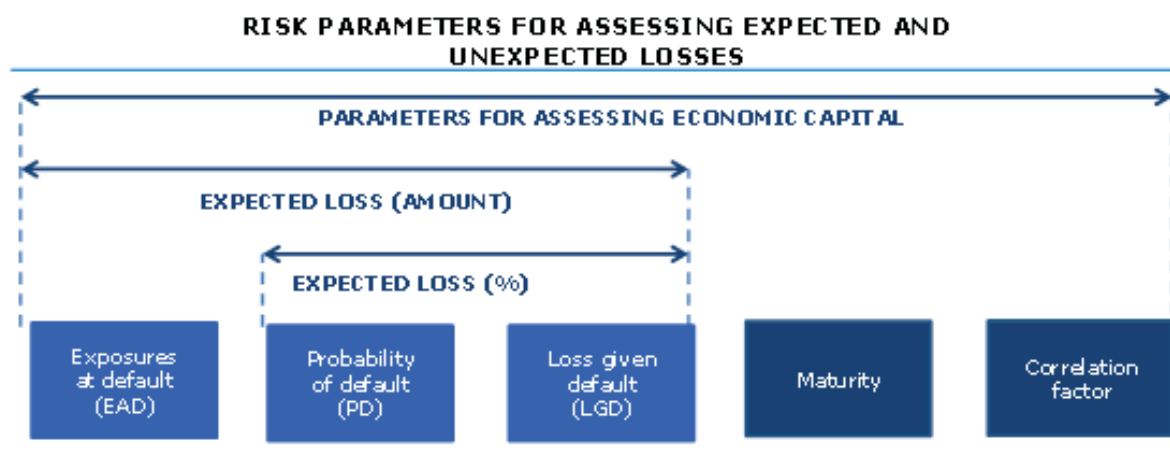 RISK PARAMETERS FOR ASSESSING EXPECTED AND
UNEXPECTED LOSSES
PARAMETERS FOR ASSESSING ECONOMIC CAPITAL
EXPECTED LOSS (AMOUNT)
EXPECTED LOSS (%)
Exposures
at default
(EAD)
Probability
of default
(PD)
Loss given
default
(LGD)
Maturity
Correlation
factor